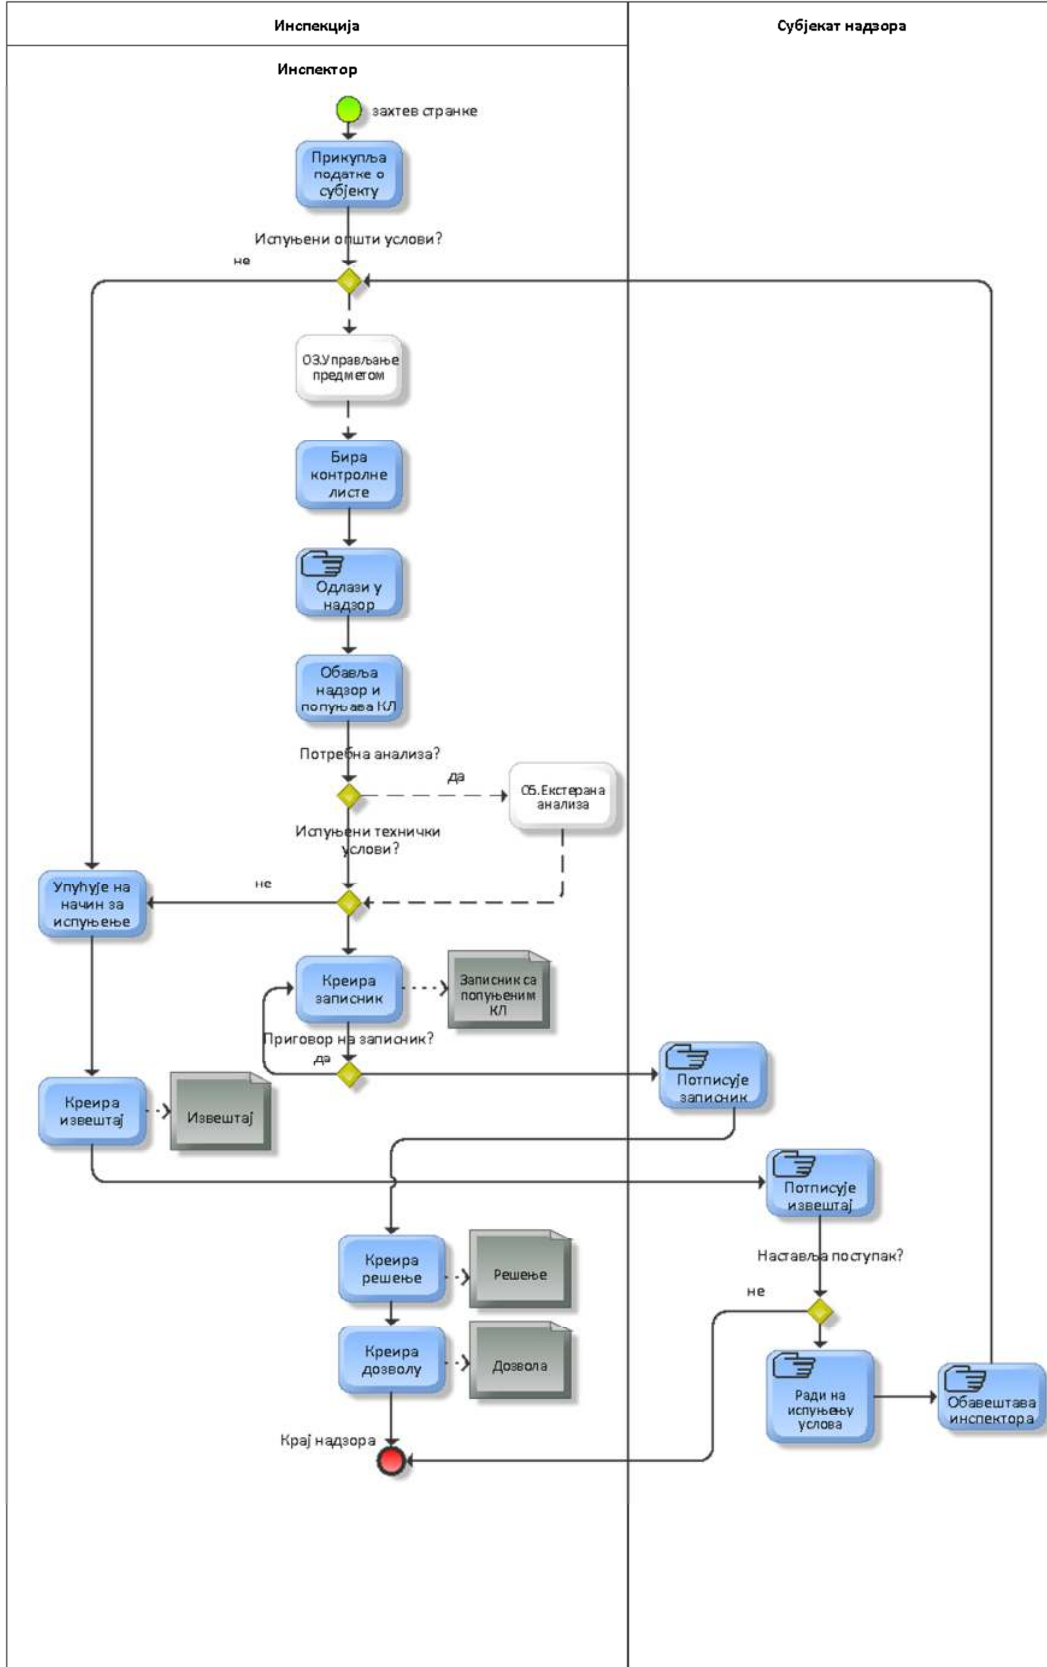 Инспекција
Субјекат надзора
Инспектор
захтев странке
Прикупља
податке о
субјекту
Испуњени општи услови?
не
ОЗ.Управљање
предметом
Бира
контролне
листе
Одлази у
надзор
Обавља
надзор и
попуњава КЛ
Потребна анализа?
да
О5.Екстерана
анализа
Испуњени технички
услови?
не
Упућује на
начин за
испуњење
Креира
записник
Записник са
попуњеним
КЛ
Приговор на записник?
да
Потписује
записник
Креира
извештај
Извештај
Потписује
извештај
Наставља поступак?
не
Креира
решење
Решење
Креира
дозволу
Дозвола
Ради на
испуњењу
услова
Обавештава
инспектора
Крај надзора